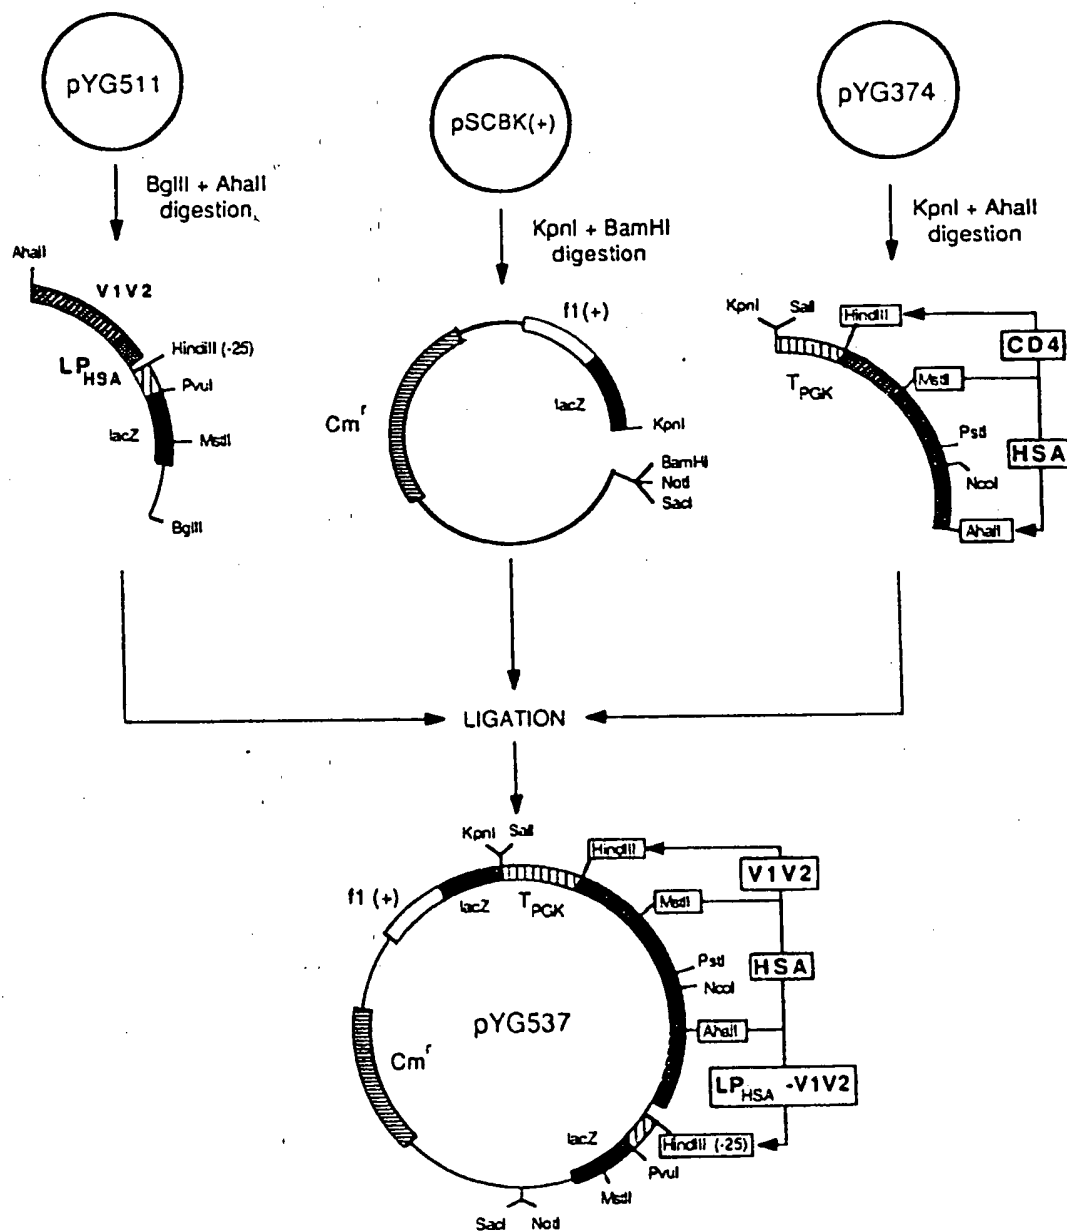 pYG511
pSCBK(+)
pYG374
BglII + AhaII
digestion
KpnI + BamHI
digestion
KpnI + AhaII
digestion
AhaII
V1V2
HindIII (-25)
LP HSA
PvuI
lacZ
MstII
BglII
f1 (+)
lacZ
KpnI
Cm r
BamHI
NotI
SacI
KpnI
SalI
HindIII
CD4
T PGK
MstII
PstI
HSA
NcoI
AhaII
LIGATION
KpnI
SalI
HindIII
V1V2
f1 (+)
lacZ
T PGK
MstII
PstI
HSA
NcoI
pYG537
AhaII
Cm r
LP HSA -V1V2
lacZ
HindIII (-25)
PvuI
MstII
SacI
NotI